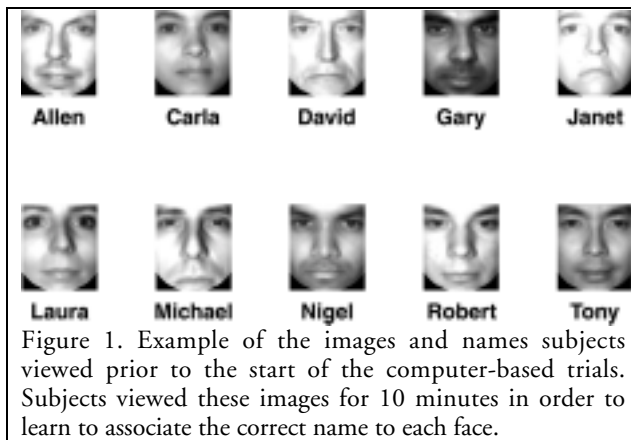 Allen Carla David Gary Janet
Laura Michael Nigel Robert Tony
Figure 1. Example of the images and names subjects
viewed prior to the start of the computer-based trials.
Subjects viewed these images for 10 minutes in order to
learn to associate the correct name to each face.